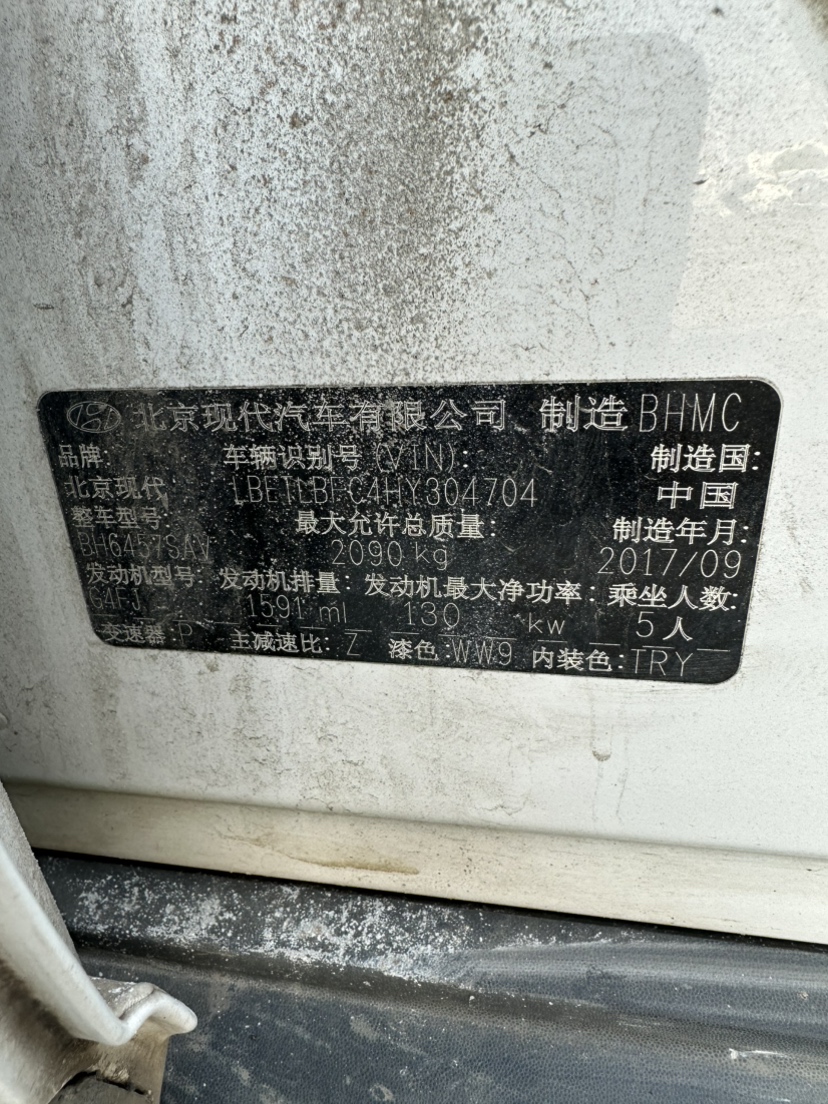 北京现代汽车有限公司 制造 BHMC
品牌: 车辆识别号(VIN): 制造国:
北京现代 LBETLBFC4HY304704 中国
整车型号: 最大允许总质量: 制造年月:
BH6457SAV 2090kg 2017/09
发动机型号: 发动机排量: 发动机最大净功率: 乘坐人数:
G4FJ 1591 ml 130 kw 5人
变速器:P 主减速比: Z 漆色:WW9 内装色:TRY